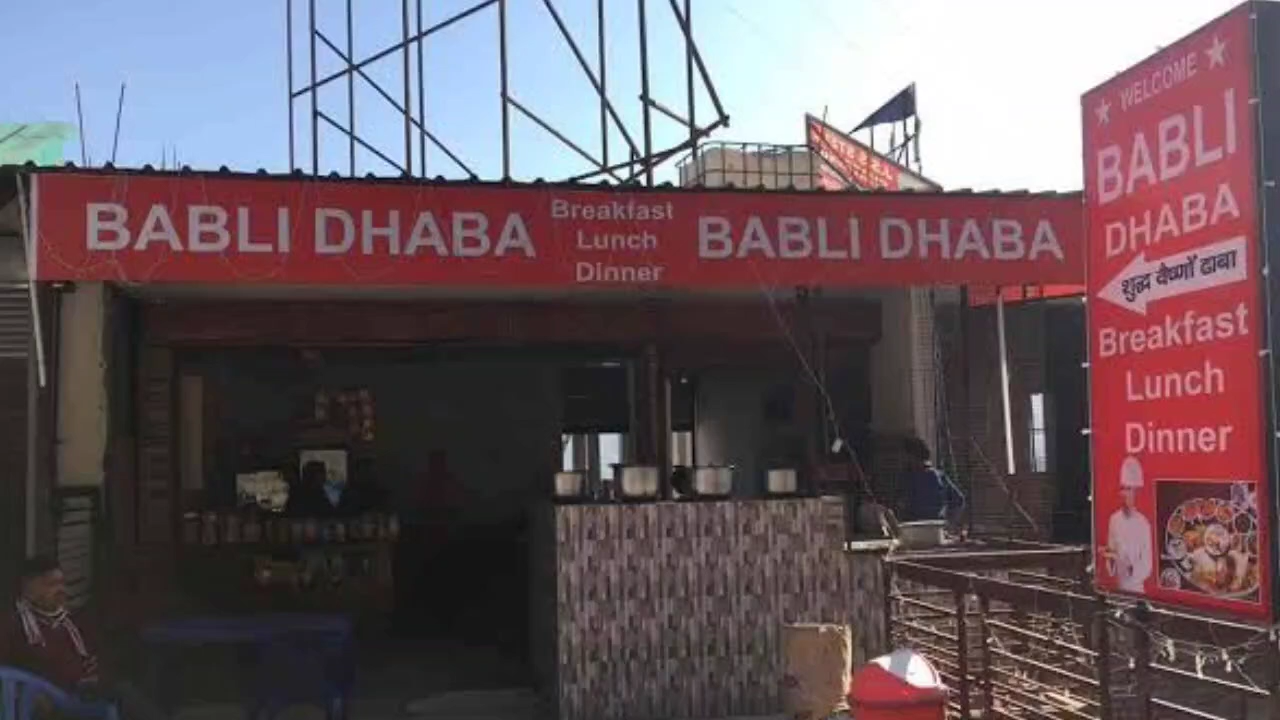 BABLI DHABA
Breakfast
Lunch
Dinner
BABLI DHABA
WELCOME
BABLI
DHABA
शुद्ध वैष्णों ढाबा
Breakfast
Lunch
Dinner